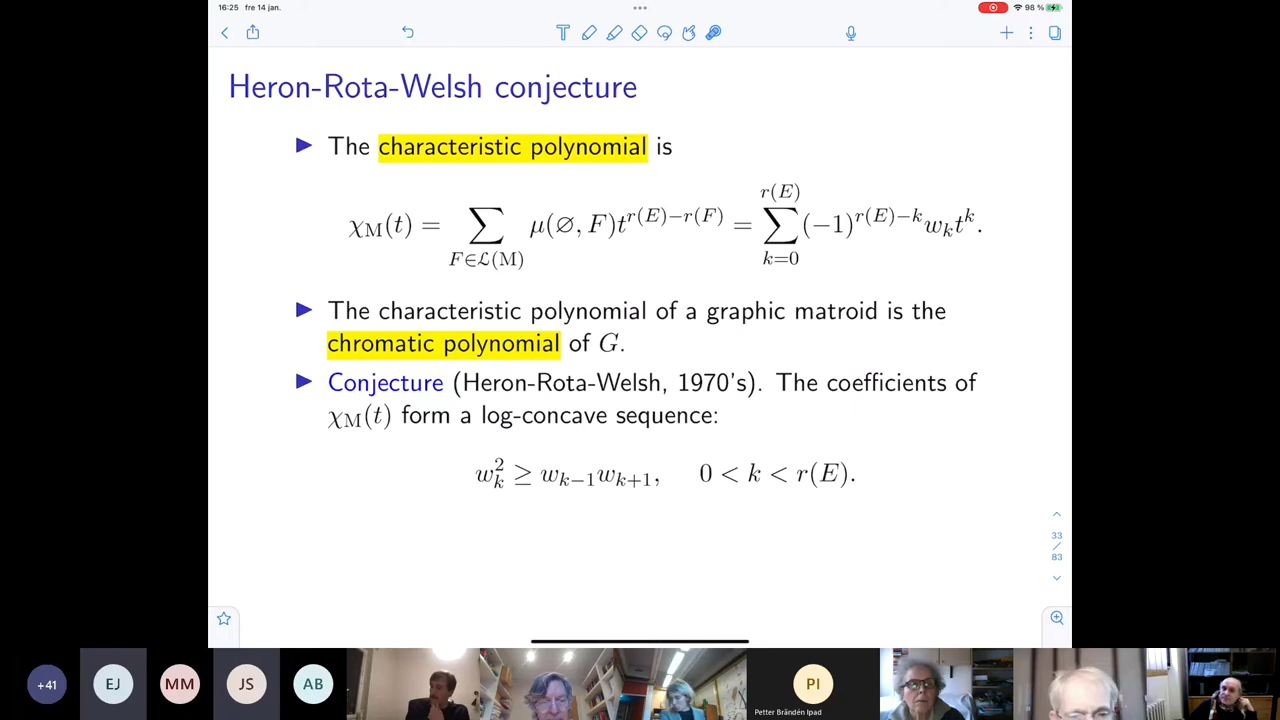 16:25 fre 14 jan.
98 %
Heron-Rota-Welsh conjecture
▶ The characteristic polynomial is
χ_M(t) = ∑_{F∈ℒ(M)} μ(∅, F)t^{r(E)−r(F)} = ∑_{k=0}^{r(E)} (−1)^{r(E)−k} w_k t^k.
▶ The characteristic polynomial of a graphic matroid is the
chromatic polynomial of G.
▶ Conjecture (Heron-Rota-Welsh, 1970's). The coefficients of
χ_M(t) form a log-concave sequence:
w_k^2 ≥ w_{k−1}w_{k+1}, 0 < k < r(E).
33
/
83
+41
EJ
MM
JS
AB
PI
Petter Brändén Ipad